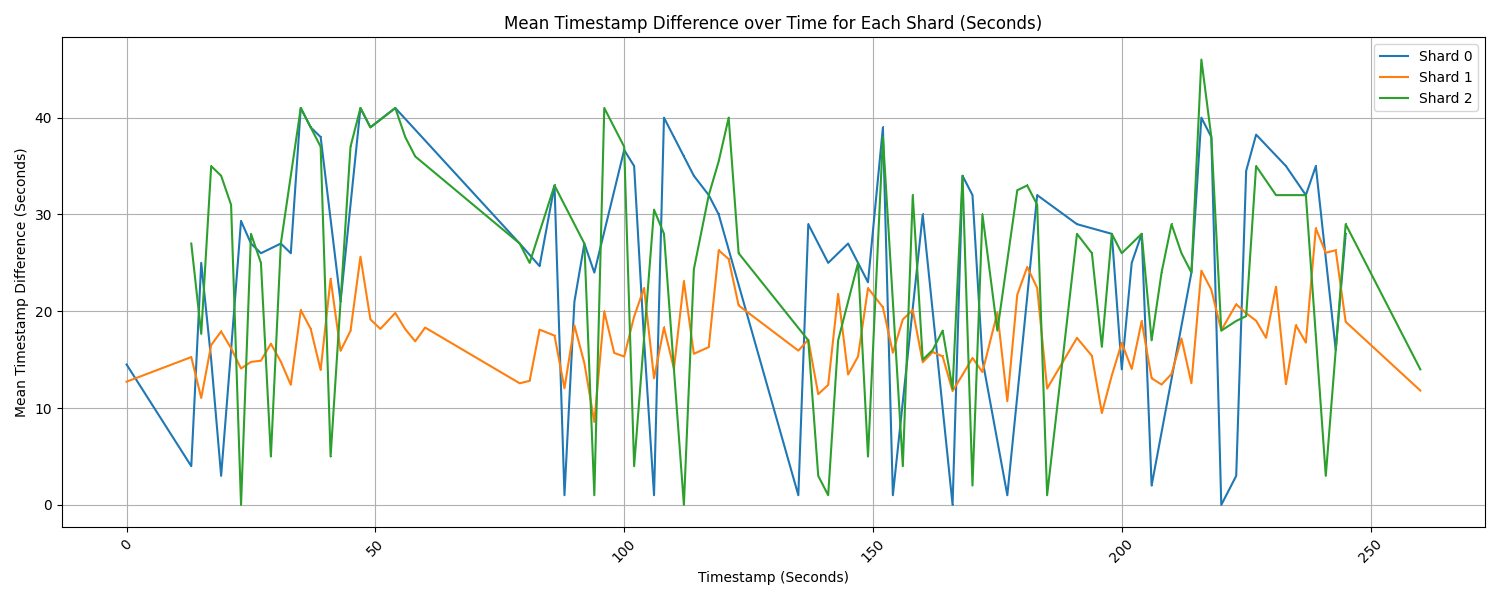 Mean Timestamp Difference over Time for Each Shard (Seconds)
Shard 0
Shard 1
Shard 2
Mean Timestamp Difference (Seconds)
40
30
20
10
0
0
50
100
150
200
250
Timestamp (Seconds)